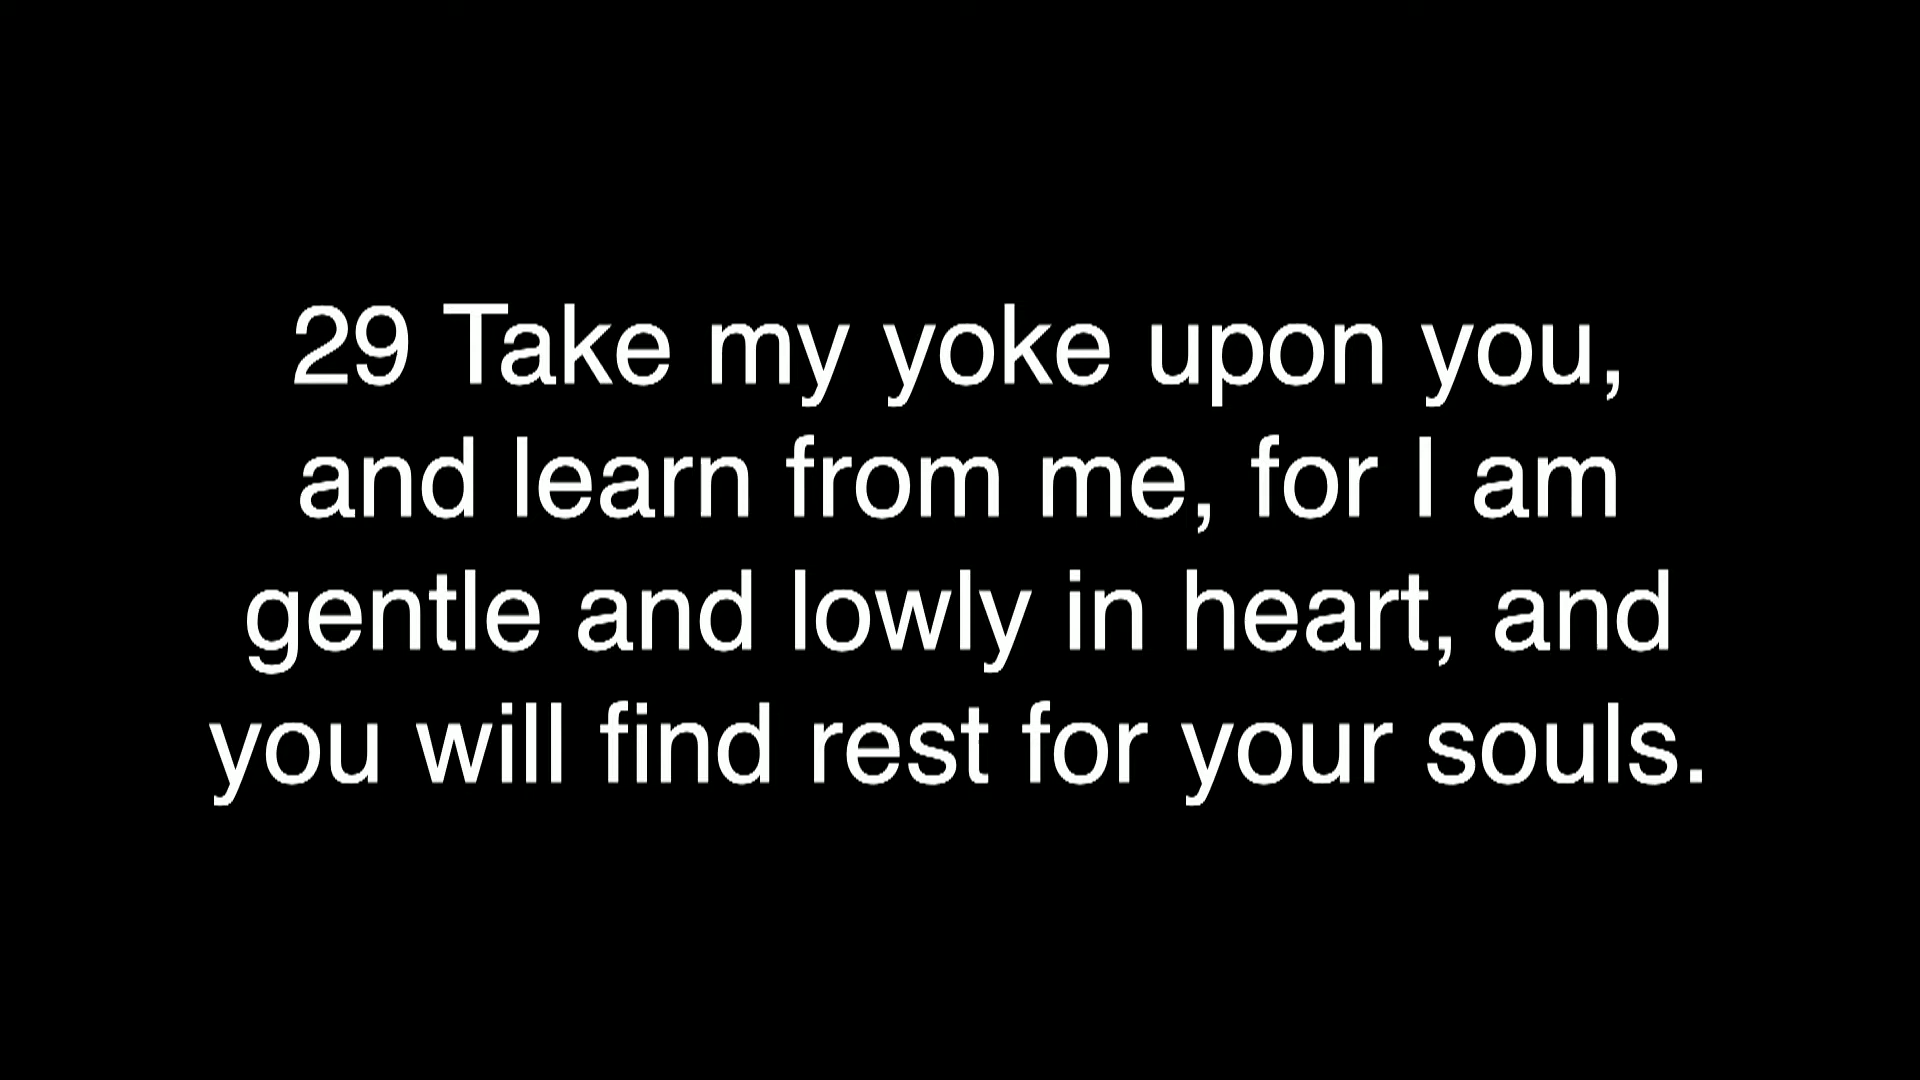 29 Take my yoke upon you,
and learn from me, for I am
gentle and lowly in heart, and
you will find rest for your souls.